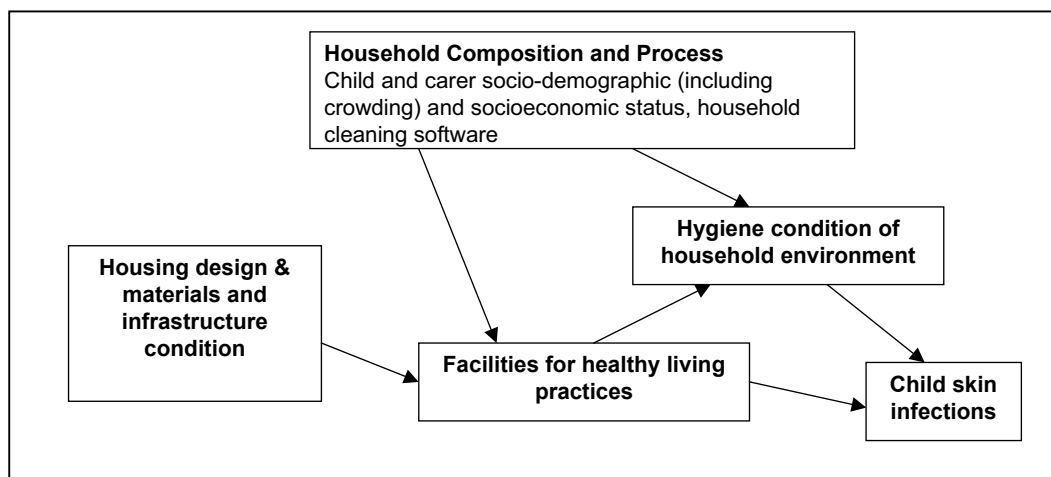 Household Composition and Process
Child and carer socio-demographic (including
crowding) and socioeconomic status, household
cleaning software
Hygiene condition of
household environment
Housing design &
materials and
infrastructure
condition
Facilities for healthy living
practices
Child skin
infections